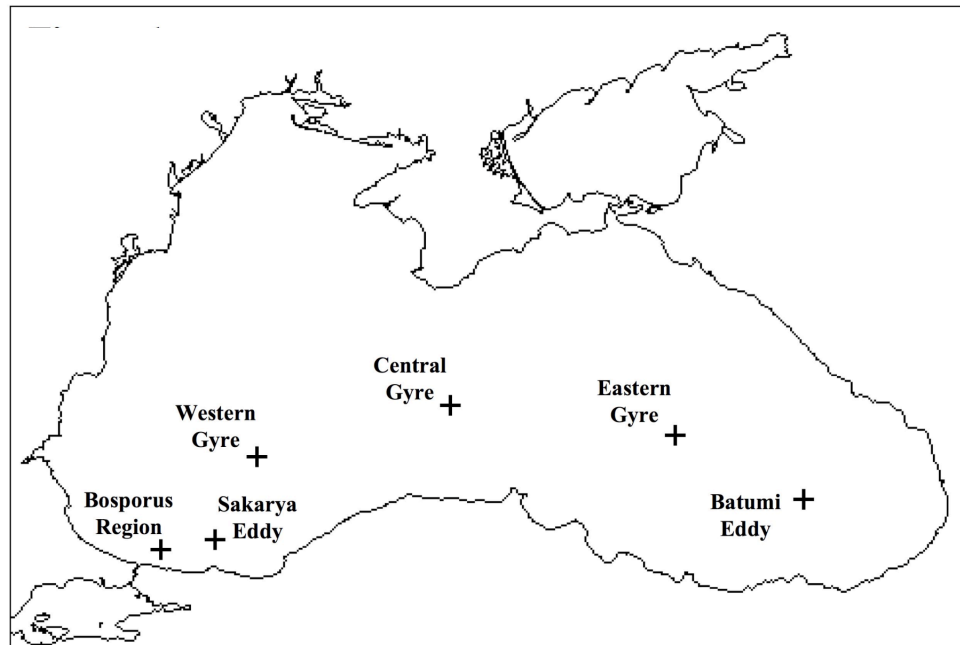 Central
Gyre
Eastern
Gyre
Western
Gyre
Bosporus
Region
Sakarya
Eddy
Batumi
Eddy